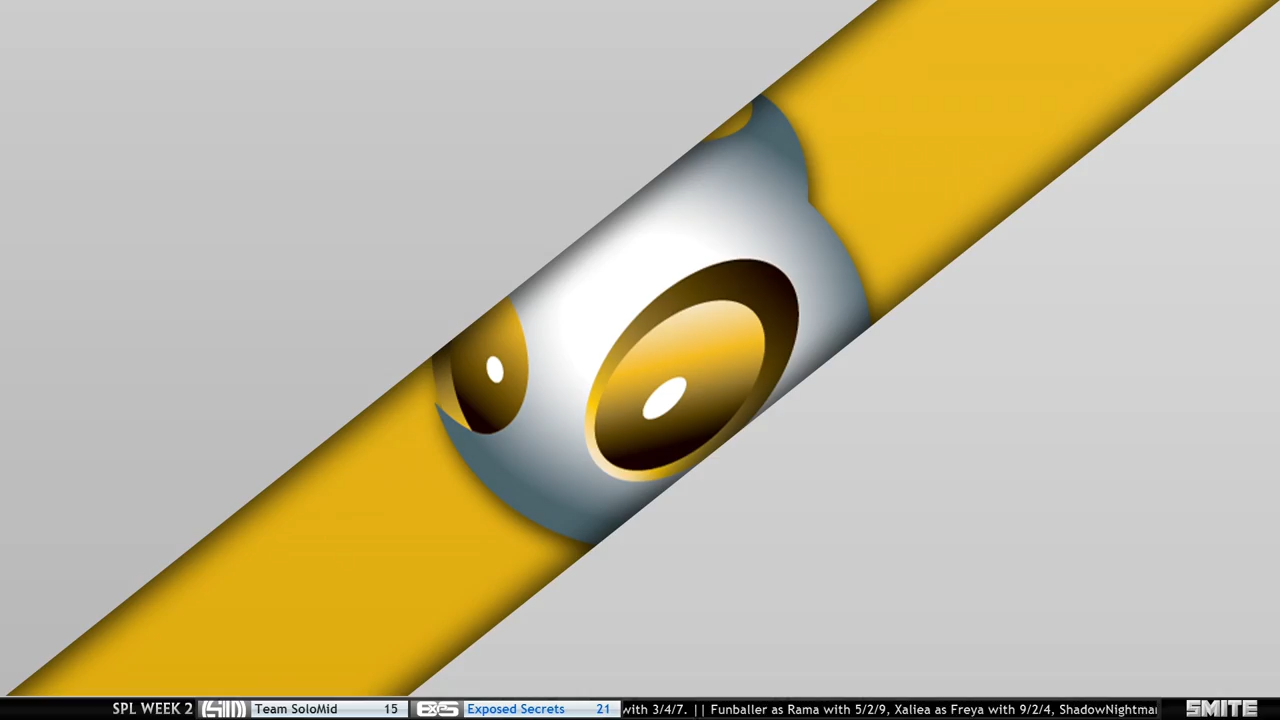 SPL WEEK 2 Team SoloMid 15 Exposed Secrets 21 with 3/4/7. || Funballer as Rama with 5/2/9, Xaliea as Freya with 9/2/4, ShadowNightmar SMITE